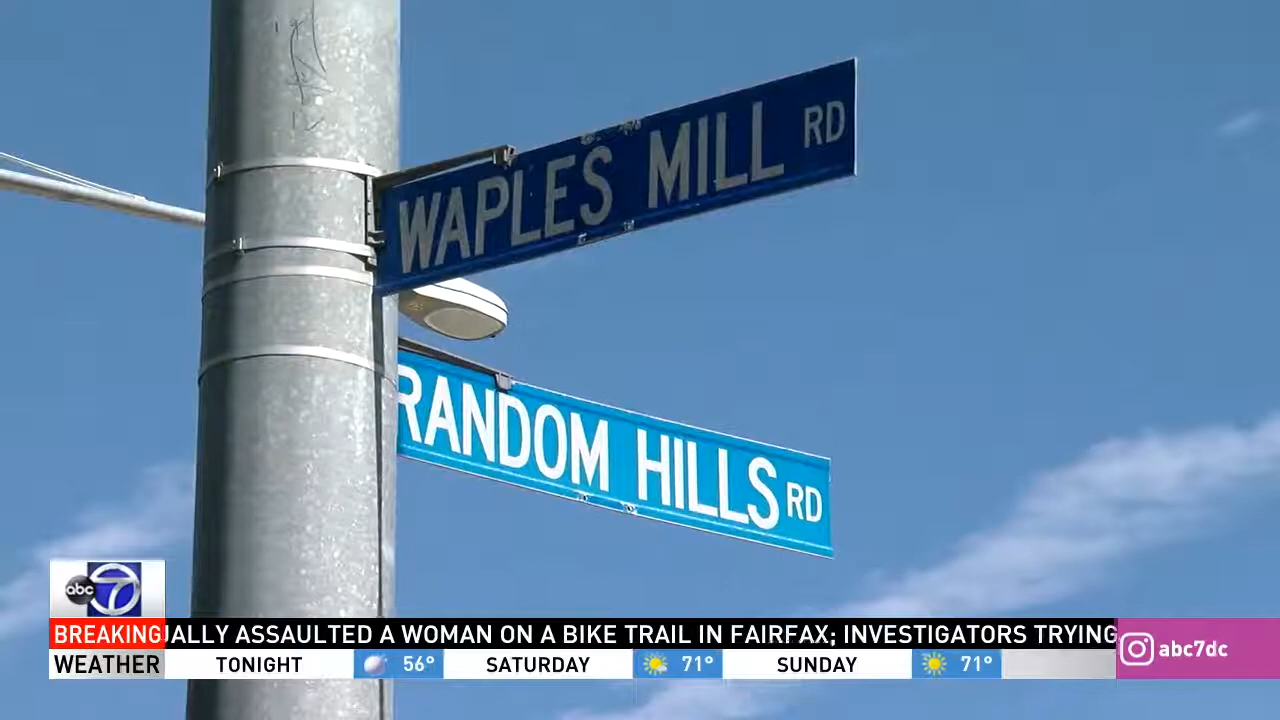 WAPLES MILL RD
RANDOM HILLS RD
abc 7
BREAKING UALLY ASSAULTED A WOMAN ON A BIKE TRAIL IN FAIRFAX; INVESTIGATORS TRYING
abc7dc
WEATHER TONIGHT 56° SATURDAY 71° SUNDAY 71°